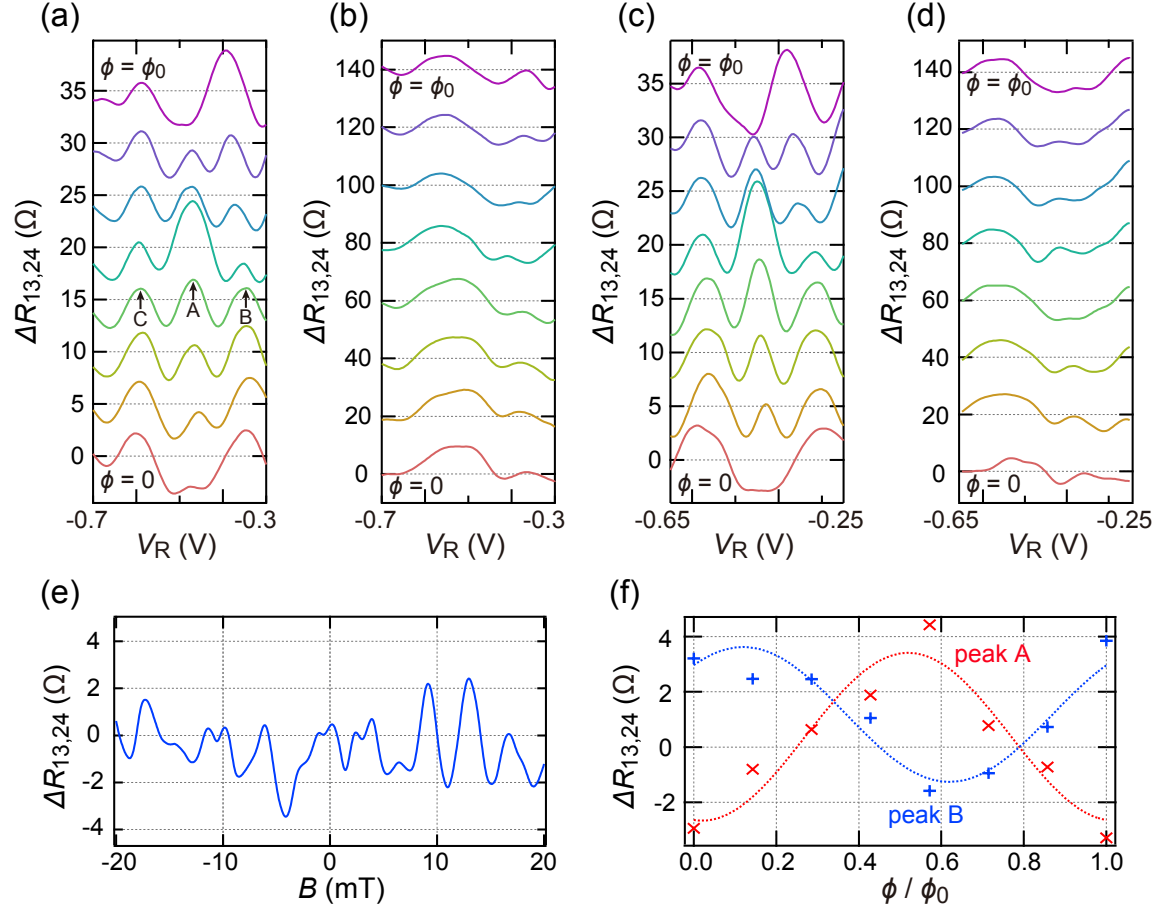 (a)
ϕ = ϕ0
35
30
25
20
15
10
5
0
C
A
B
ϕ = 0
-0.7
-0.3
VR (V)
ΔR13,24 (Ω)
(b)
140
ϕ = ϕ0
120
100
80
60
40
20
0
ϕ = 0
-0.7
-0.3
VR (V)
ΔR13,24 (Ω)
(c)
35
ϕ = ϕ0
30
25
20
15
10
5
0
ϕ = 0
-0.65
-0.25
VR (V)
ΔR13,24 (Ω)
(d)
140
ϕ = ϕ0
120
100
80
60
40
20
0
ϕ = 0
-0.65
-0.25
VR (V)
ΔR13,24 (Ω)
(e)
4
2
0
-2
-4
-20
-10
0
10
20
B (mT)
ΔR13,24 (Ω)
(f)
4
2
0
-2
peak A
peak B
0.0
0.2
0.4
0.6
0.8
1.0
ϕ / ϕ0
ΔR13,24 (Ω)